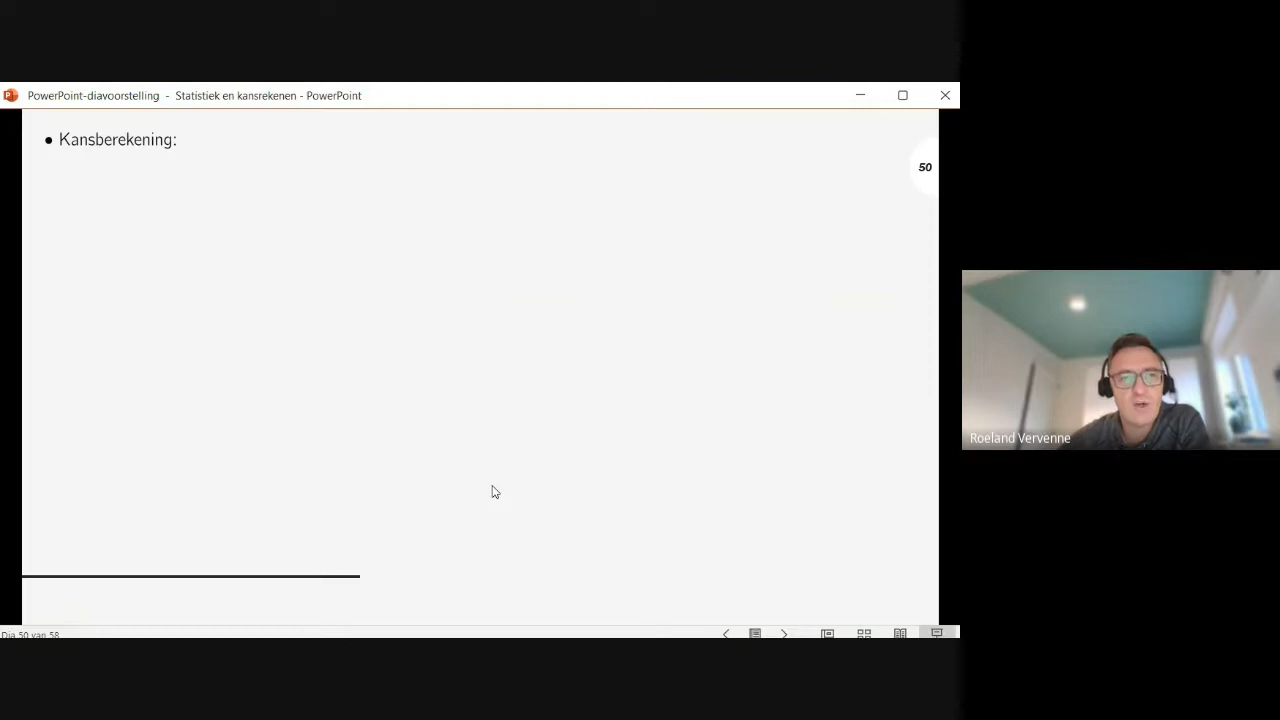 PowerPoint-diavoorstelling - Statistiek en kansrekenen - PowerPoint
• Kansberekening:
50
Roeland Vervenne
Dia 50 van 58